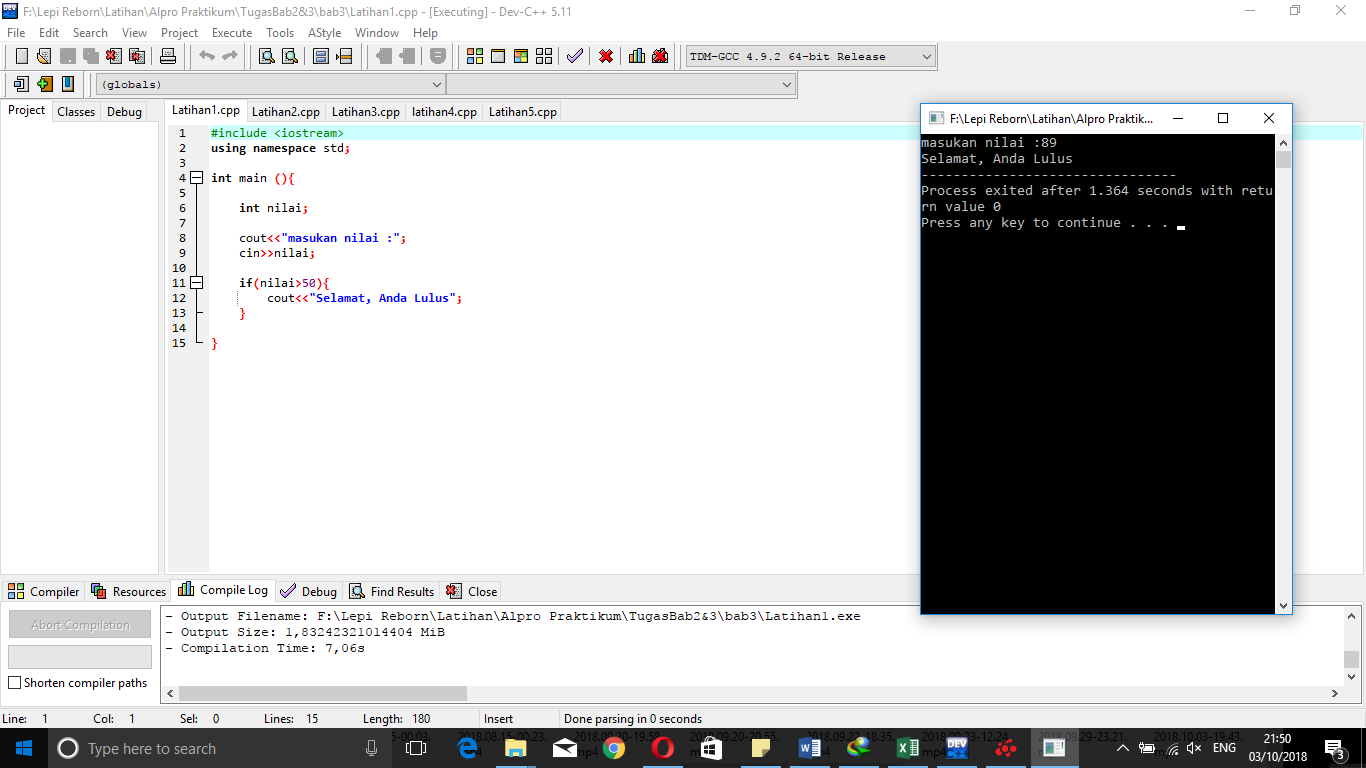 F:\Lepi Reborn\Latihan\Alpro Praktikum\TugasBab2&3\bab3\Latihan1.cpp - [Executing] - Dev-C++ 5.11
File Edit Search View Project Execute Tools AStyle Window Help
TDM-GCC 4.9.2 64-bit Release
(globals)
Project Classes Debug
Latihan1.cpp Latihan2.cpp Latihan3.cpp latihan4.cpp Latihan5.cpp
1 #include <iostream>
2 using namespace std;
3
4 int main (){
5
6 int nilai;
7
8 cout<<"masukan nilai :";
9 cin>>nilai;
10
11 if(nilai>50){
12 cout<<"Selamat, Anda Lulus";
13 }
14
15 }
F:\Lepi Reborn\Latihan\Alpro Praktik...
masukan nilai :89
Selamat, Anda Lulus
--------------------------------
Process exited after 1.364 seconds with retu
rn value 0
Press any key to continue . . .
Compiler Resources Compile Log Debug Find Results Close
Abort Compilation
Shorten compiler paths
- Output Filename: F:\Lepi Reborn\Latihan\Alpro Praktikum\TugasBab2&3\bab3\Latihan1.exe
- Output Size: 1,83242321014404 MiB
- Compilation Time: 7,06s
Line: 1 Col: 1 Sel: 0 Lines: 15 Length: 180 Insert Done parsing in 0 seconds
Type here to search
ENG
21:50
03/10/2018
3